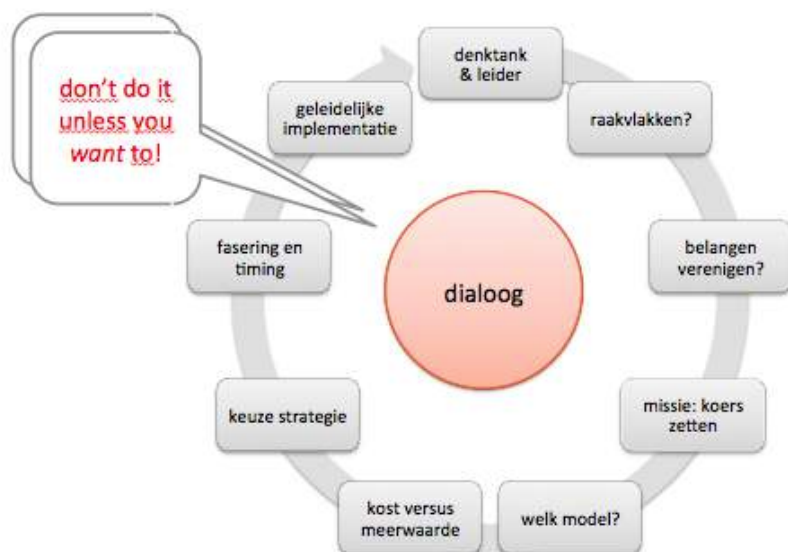 don't do it
unless you
want to!
denktank
& leider
raakvlakken?
belangen
verenigen?
missie: koers
zetten
welk model?
kost versus
meerwaarde
keuze strategie
fasering en
timing
geleidelijke
implementatie
dialoog